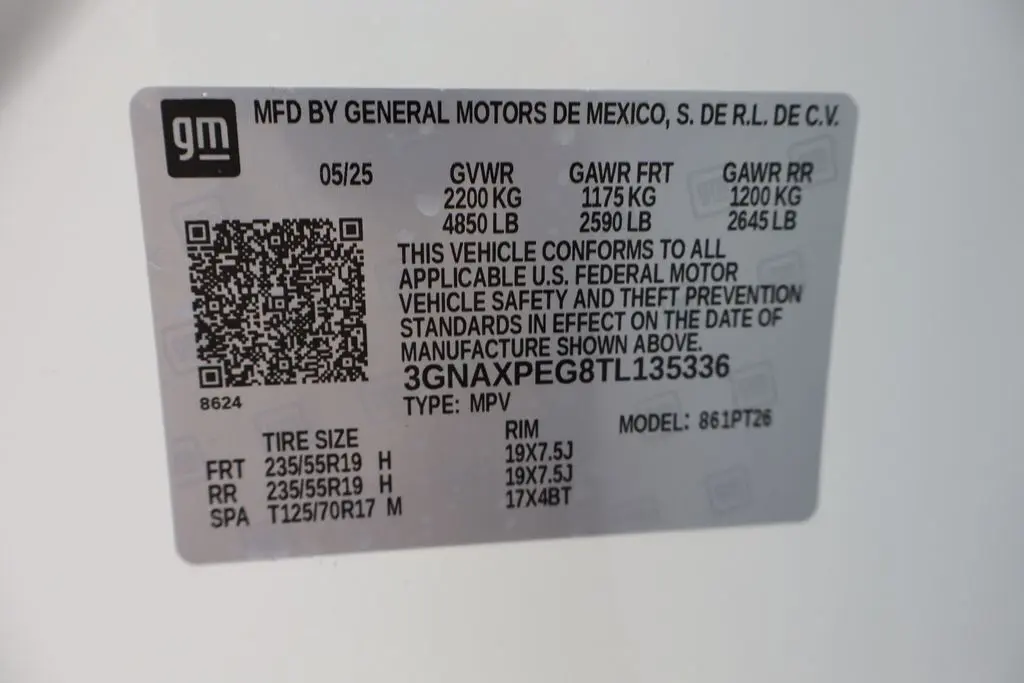 gm MFD BY GENERAL MOTORS DE MEXICO, S. DE R.L. DE C.V.
05/25 GVWR GAWR FRT GAWR RR
2200 KG 1175 KG 1200 KG
4850 LB 2590 LB 2645 LB
THIS VEHICLE CONFORMS TO ALL
APPLICABLE U.S. FEDERAL MOTOR
VEHICLE SAFETY AND THEFT PREVENTION
STANDARDS IN EFFECT ON THE DATE OF
MANUFACTURE SHOWN ABOVE.
3GNAXPEG8TL135336
8624
TYPE: MPV MODEL: 861PT26
TIRE SIZE RIM
FRT 235/55R19 H 19X7.5J
RR 235/55R19 H 19X7.5J
SPA T125/70R17 M 17X4BT